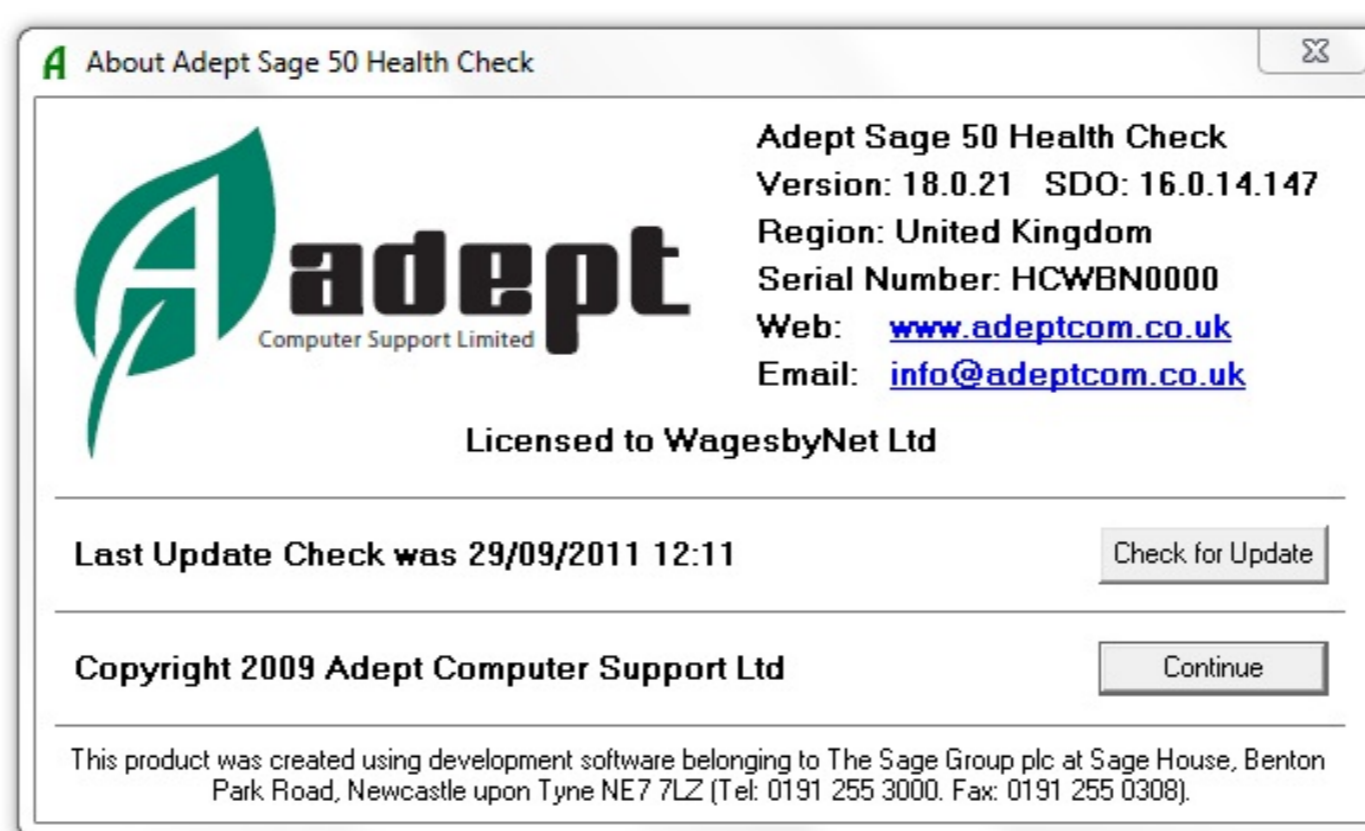 About Adept Sage 50 Health Check
adept
Computer Support Limited
Adept Sage 50 Health Check
Version: 18.0.21 SDO: 16.0.14.147
Region: United Kingdom
Serial Number: HCWBN0000
Web: www.adeptcom.co.uk
Email: info@adeptcom.co.uk
Licensed to WagesbyNet Ltd
Last Update Check was 29/09/2011 12:11
Check for Update
Copyright 2009 Adept Computer Support Ltd
Continue
This product was created using development software belonging to The Sage Group plc at Sage House, Benton
Park Road, Newcastle upon Tyne NE7 7LZ (Tel: 0191 255 3000. Fax: 0191 255 0308).